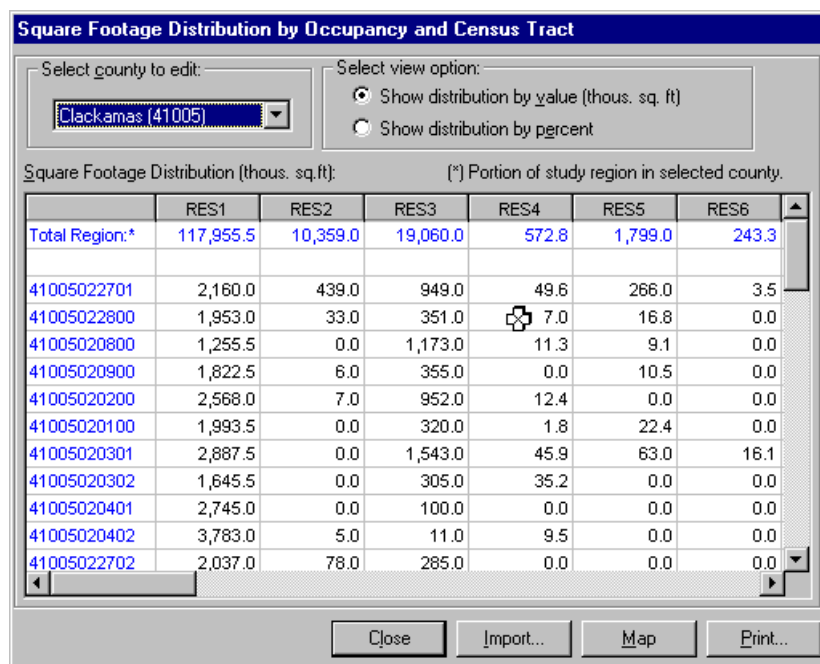 Square Footage Distribution by Occupancy and Census Tract
Select county to edit: Select view option:
Clackamas (41005)
Show distribution by value (thous. sq. ft)
Show distribution by percent
Square Footage Distribution (thous. sq.ft): (*) Portion of study region in selected county.
RES1 RES2 RES3 RES4 RES5 RES6
Total Region:* 117,955.5 10,359.0 19,060.0 572.8 1,799.0 243.3
41005022701 2,160.0 439.0 949.0 49.6 266.0 3.5
41005022800 1,953.0 33.0 351.0 7.0 16.8 0.0
41005020800 1,255.5 0.0 1,173.0 11.3 9.1 0.0
41005020900 1,822.5 6.0 355.0 0.0 10.5 0.0
41005020200 2,568.0 7.0 952.0 12.4 0.0 0.0
41005020100 1,993.5 0.0 320.0 1.8 22.4 0.0
41005020301 2,887.5 0.0 1,543.0 45.9 63.0 16.1
41005020302 1,645.5 0.0 305.0 35.2 0.0 0.0
41005020401 2,745.0 0.0 100.0 0.0 0.0 0.0
41005020402 3,783.0 5.0 11.0 9.5 0.0 0.0
41005022702 2,037.0 78.0 285.0 0.0 0.0 0.0
Close Import... Map Print...